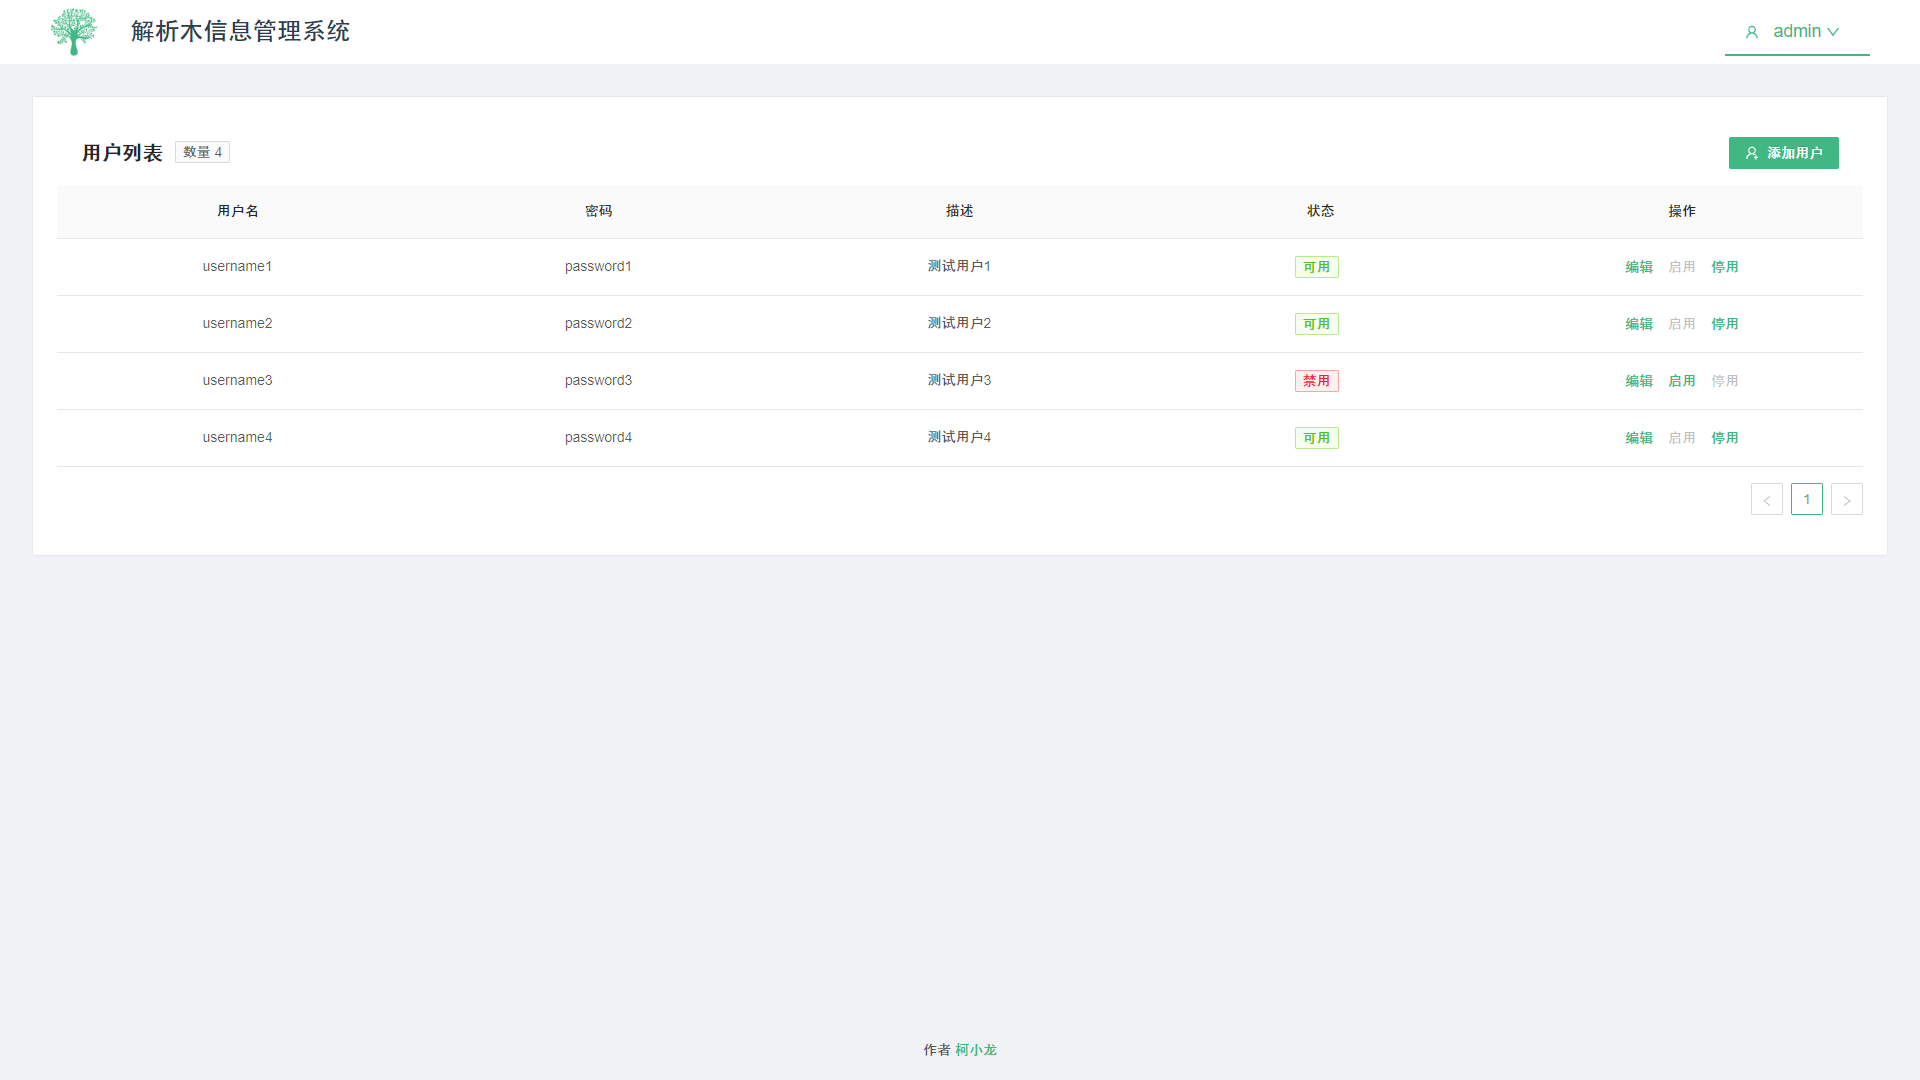 解析木信息管理系统
admin
用户列表 数量 4
添加用户
用户名 密码 描述 状态 操作
username1 password1 测试用户1 可用 编辑 启用 停用
username2 password2 测试用户2 可用 编辑 启用 停用
username3 password3 测试用户3 禁用 编辑 启用 停用
username4 password4 测试用户4 可用 编辑 启用 停用
1
作者 柯小龙